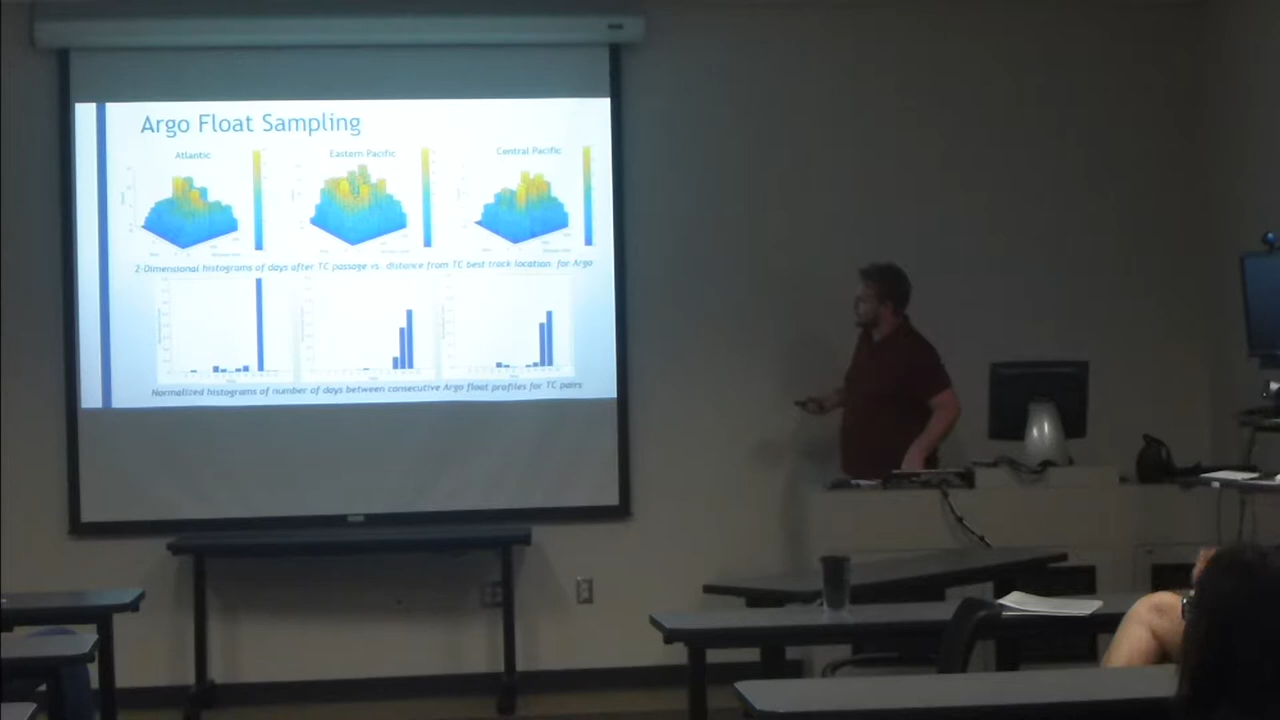 Argo Float Sampling
Atlantic Eastern Pacific Central Pacific
2-Dimensional histograms of days after TC passage vs. distance from TC best track location for Argo
Normalized histograms of number of days between consecutive Argo float profiles for TC pairs